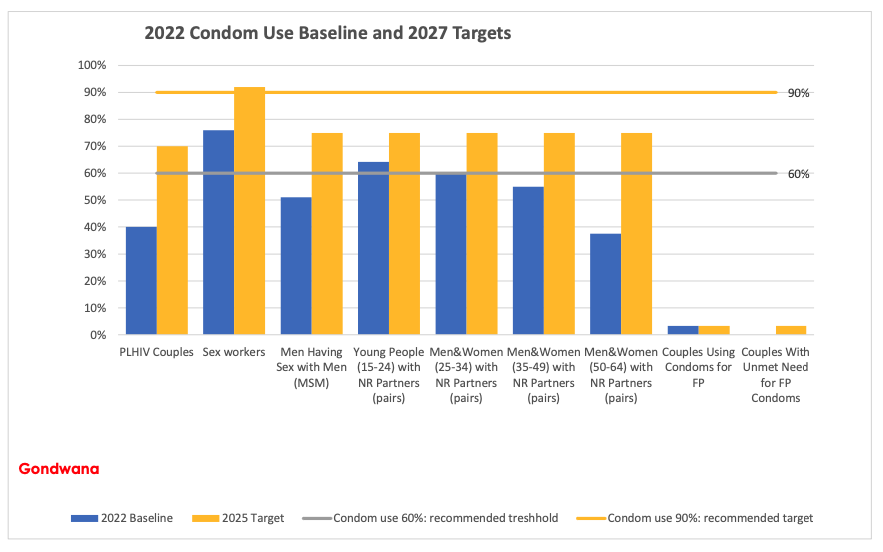 2022 Condom Use Baseline and 2027 Targets
100%
90%
80%
70%
60%
50%
40%
30%
20%
10%
0%
90%
60%
PLHIV Couples
Sex workers
Men Having
Sex with Men
(MSM)
Young People
(15-24) with
NR Partners
(pairs)
Men&Women
(25-34) with
NR Partners
(pairs)
Men&Women
(35-49) with
NR Partners
(pairs)
Men&Women
(50-64) with
NR Partners
(pairs)
Couples Using
Condoms for
FP
Couples With
Unmet Need
for FP
Condoms
Gondwana
2022 Baseline
2025 Target
Condom use 60%: recommended treshhold
Condom use 90%: recommended target